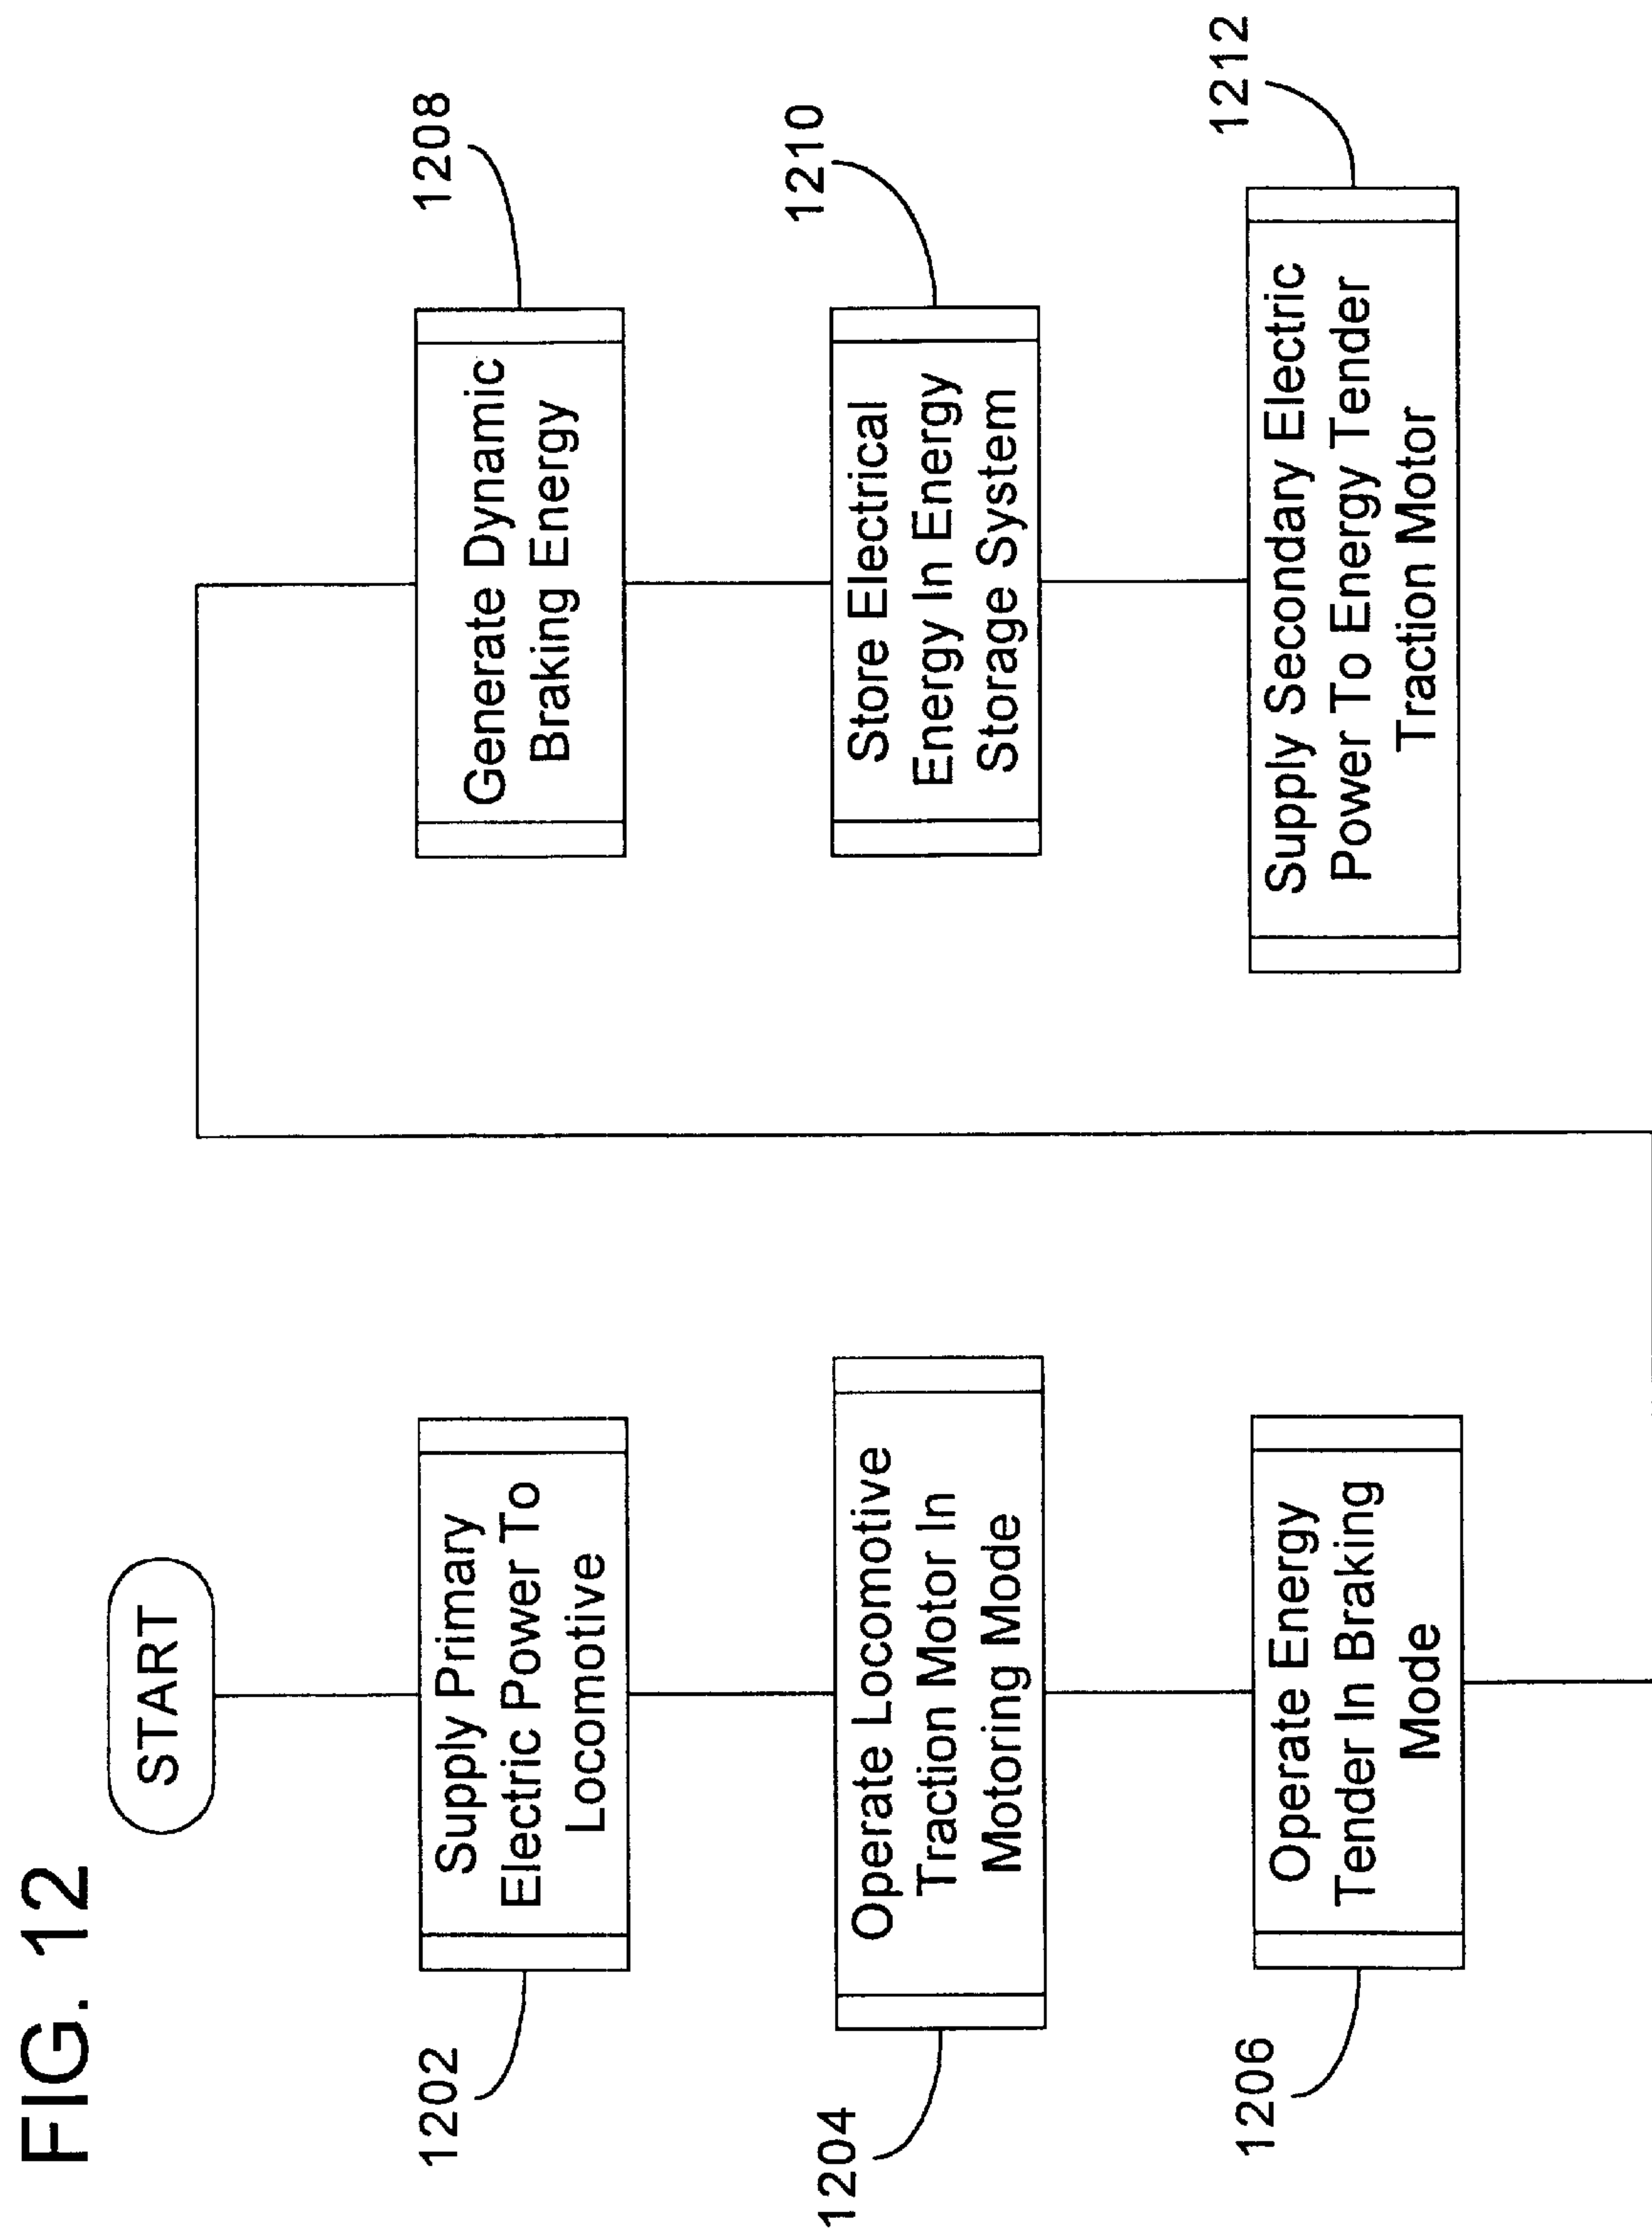 FIG. 12
START
1202
Supply Primary
Electric Power To
Locomotive
1204
Operate Locomotive
Traction Motor In
Motoring Mode
1206
Operate Energy
Tender In Braking
Mode
1208
Generate Dynamic
Braking Energy
1210
Store Electrical
Energy In Energy
Storage System
1212
Supply Secondary Electric
Power To Energy Tender
Traction Motor